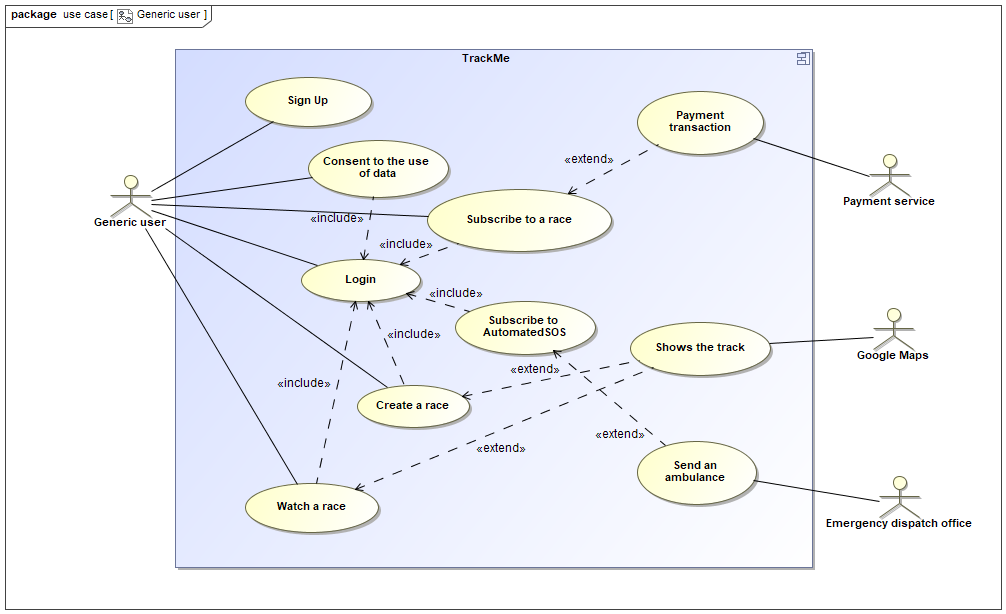 package use case [ Generic user ]
TrackMe
Sign Up
Payment
transaction
Consent to the use
of data
«extend»
Payment service
Generic user
«include»
Subscribe to a race
«include»
Login
«include»
Subscribe to
AutomatedSOS
«include»
Shows the track
Google Maps
«extend»
«include»
Create a race
«extend»
«extend»
Send an
ambulance
Watch a race
Emergency dispatch office